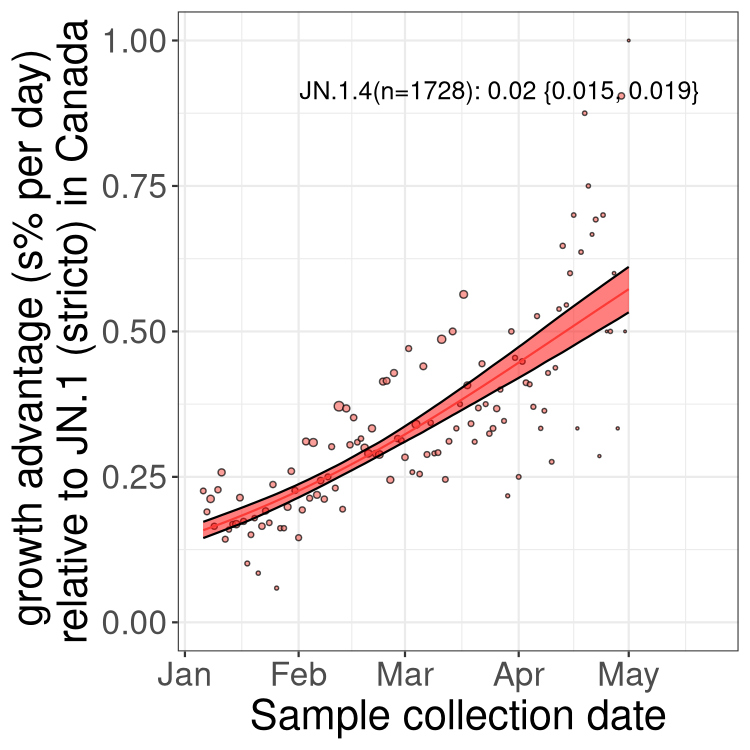 growth advantage (s% per day)
relative to JN.1 (stricto) in Canada
1.00
0.75
0.50
0.25
0.00
JN.1.4(n=1728): 0.02 {0.015, 0.019}
Jan Feb Mar Apr May
Sample collection date